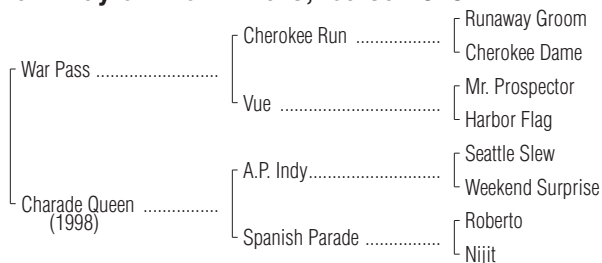 Runaway Groom
Cherokee Run ..................................
Cherokee Dame
War Pass ..........................
Mr. Prospector
Vue ..................................
Harbor Flag
Seattle Slew
A.P. Indy............................
Weekend Surprise
Charade Queen ................
(1998)
Roberto
Spanish Parade ................
Nijit